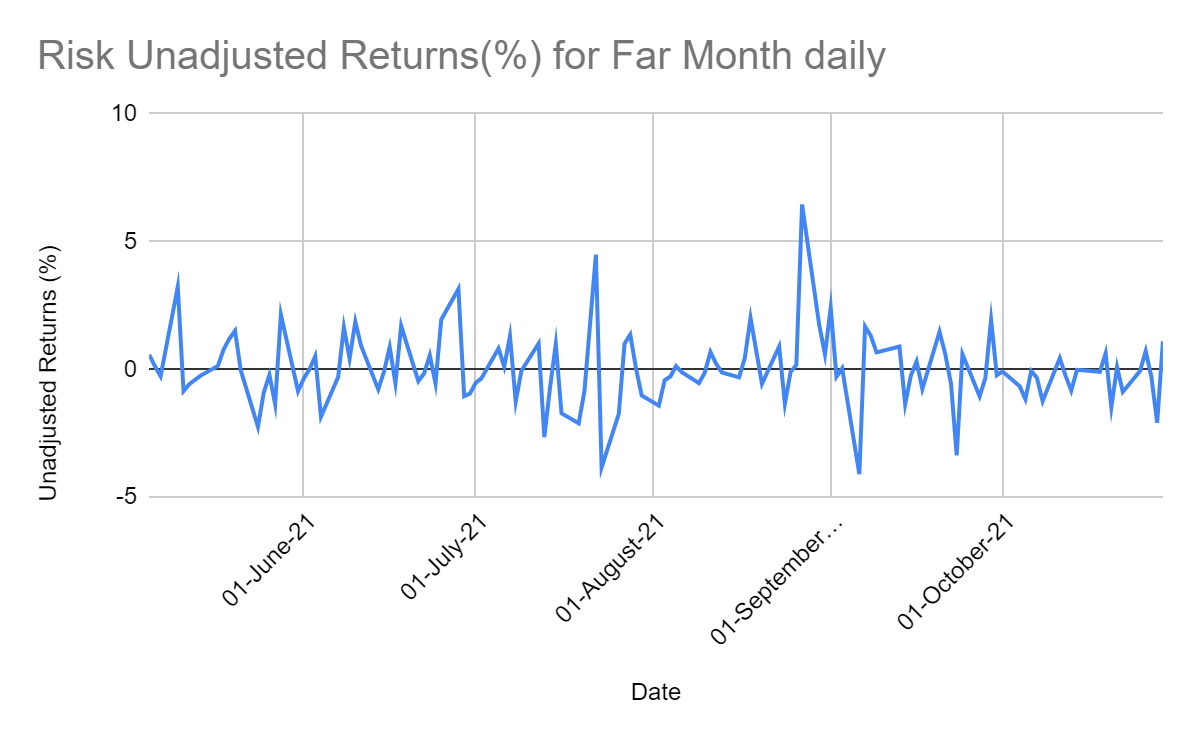 Risk Unadjusted Returns(%) for Far Month daily
10
5
0
-5
Unadjusted Returns (%)
01-June-21
01-July-21
01-August-21
01-September…
01-October-21
Date